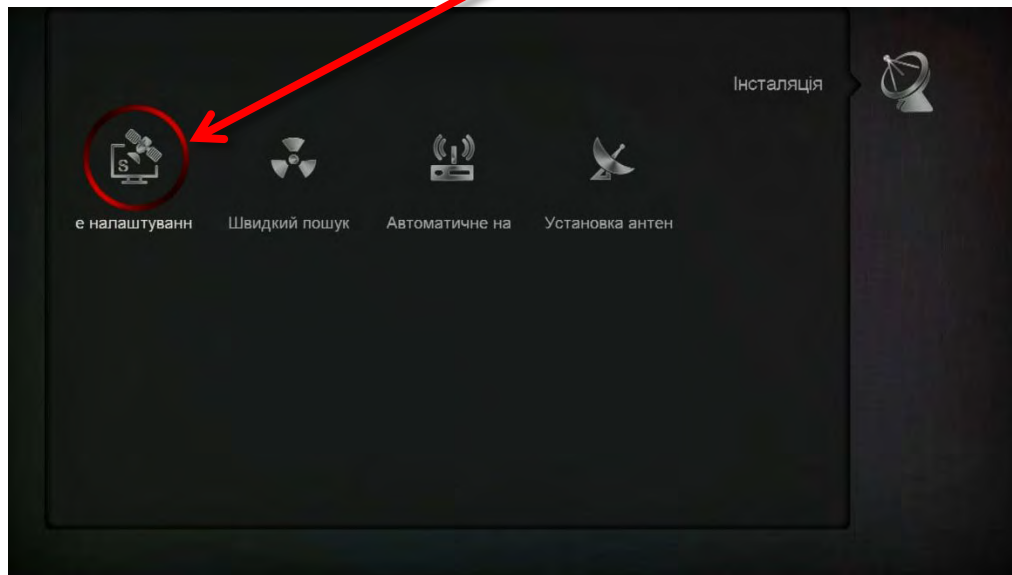 Інсталяція
е налаштуванн
Швидкий пошук
Автоматичне на
Установка антен